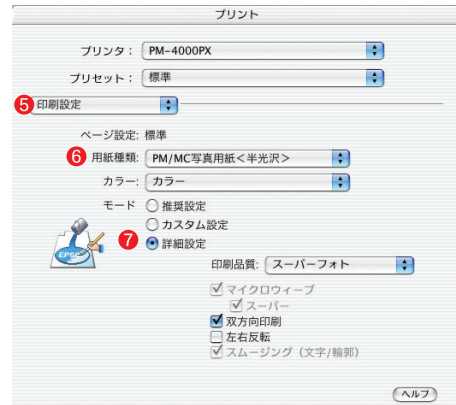 プリント
プリンタ： PM-4000PX
プリセット： 標準
5 印刷設定
ページ設定: 標準
6 用紙種類: PM/MC写真用紙＜半光沢＞
カラー: カラー
モード 推奨設定
カスタム設定
7 詳細設定
EPSON
印刷品質: スーパーフォト
マイクロウィーブ
スーパー
双方向印刷
左右反転
スムージング（文字/輪郭）
ヘルプ